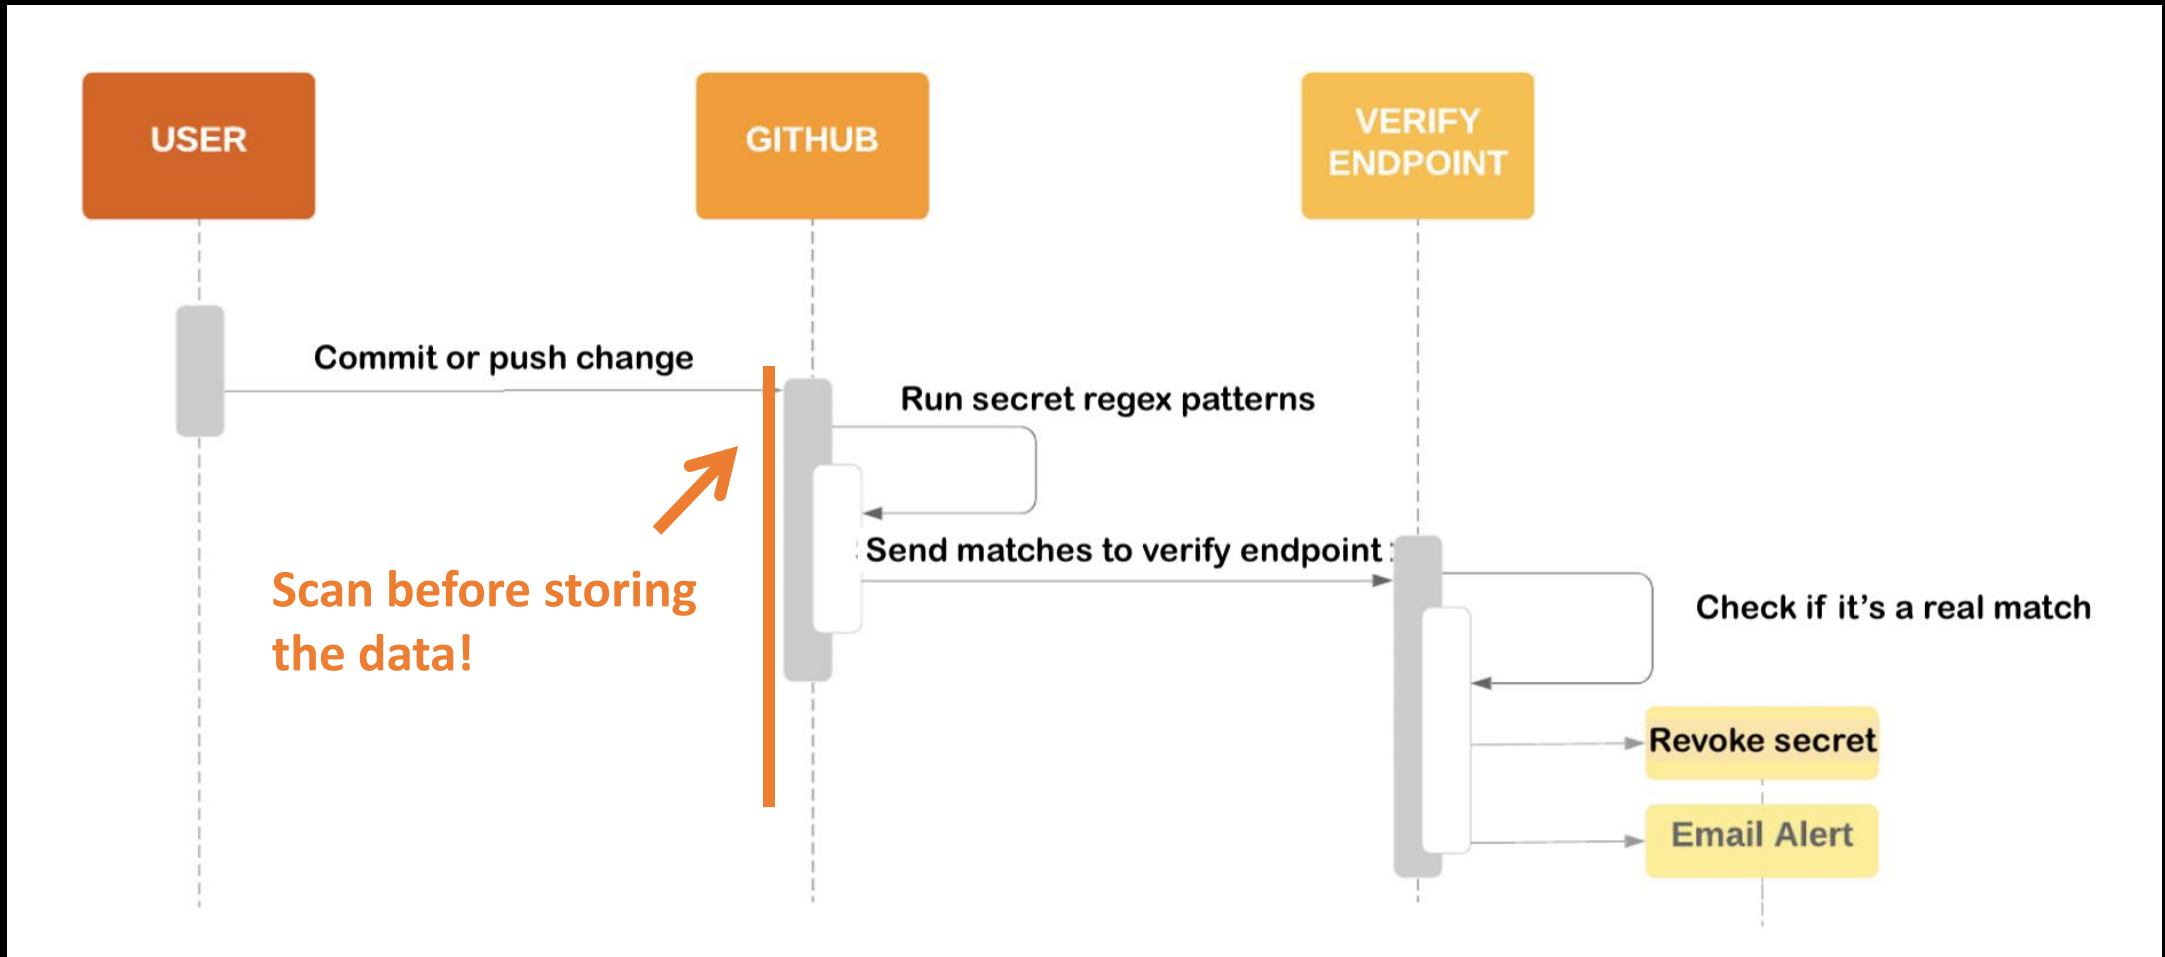 USER
GITHUB
VERIFY
ENDPOINT
Commit or push change
Run secret regex patterns
Send matches to verify endpoint
Scan before storing
the data!
Check if it's a real match
Revoke secret
Email Alert